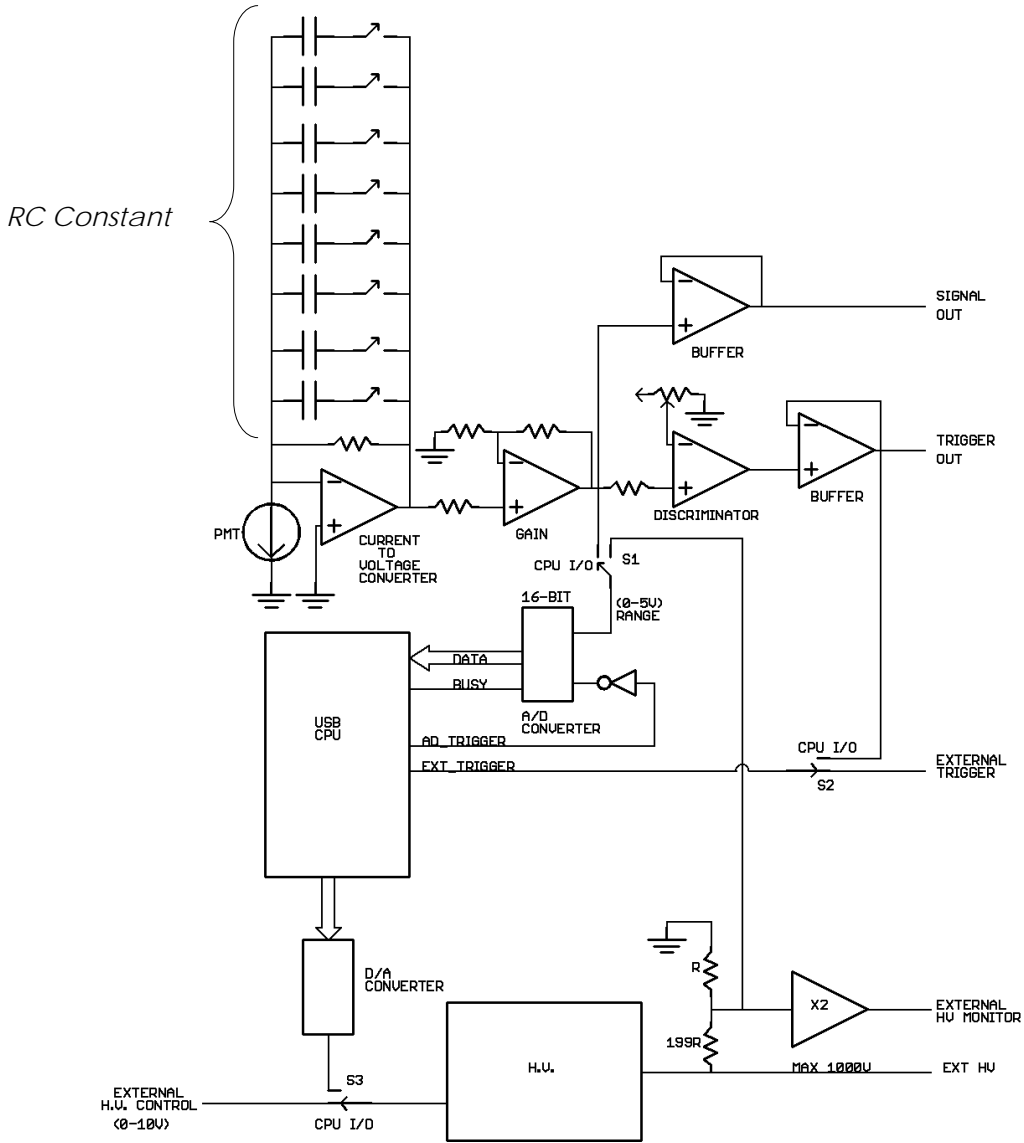 RC Constant
SIGNAL
OUT
BUFFER
TRIGGER
OUT
BUFFER
DISCRIMINATOR
GAIN
PMT
CURRENT
TO
VOLTAGE
CONVERTER
CPU I/O
S1
16-BIT
(0-5V)
RANGE
DATA
BUSY
USB
CPU
A/D
CONVERTER
AD_TRIGGER
EXT_TRIGGER
CPU I/O
S2
EXTERNAL
TRIGGER
D/A
CONVERTER
R
X2
EXTERNAL
HV MONITOR
199R
H.V.
MAX 1000V
EXT HV
S3
EXTERNAL
H.V. CONTROL
(0-10V)
CPU I/O